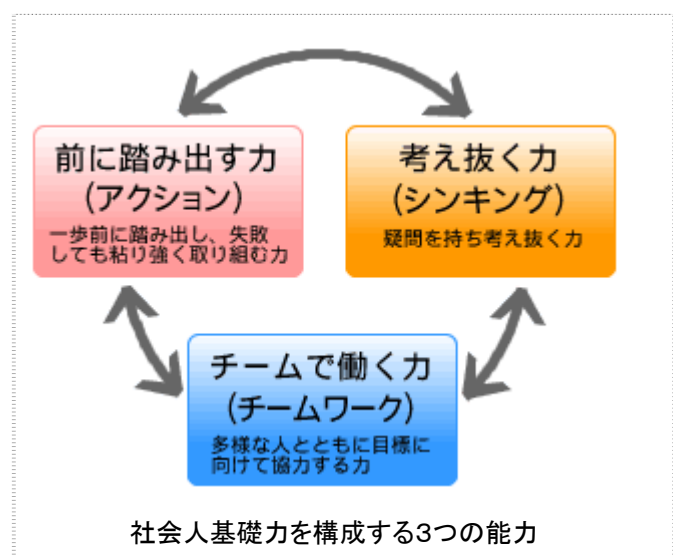 前に踏み出す力
(アクション)
一歩前に踏み出し、失敗
しても粘り強く取り組む力
考え抜く力
(シンキング)
疑問を持ち考え抜く力
チームで働く力
(チームワーク)
多様な人とともに目標に
向けて協力する力
社会人基礎力を構成する3つの能力